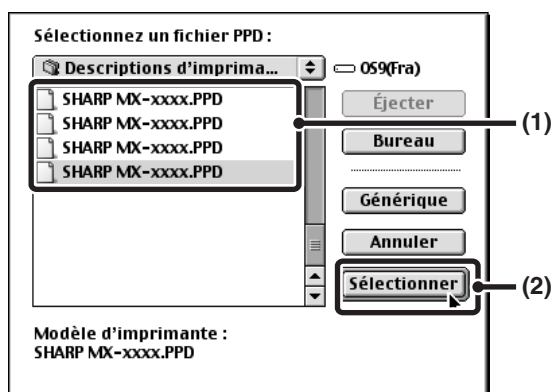 Sélectionnez un fichier PPD :
Descriptions d'imprima...
OS9(Fra)
SHARP MX-xxxx.PPD
SHARP MX-xxxx.PPD
SHARP MX-xxxx.PPD
SHARP MX-xxxx.PPD
(1)
Éjecter
Bureau
Générique
Annuler
Sélectionner
(2)
Modèle d'imprimante :
SHARP MX-xxxx.PPD